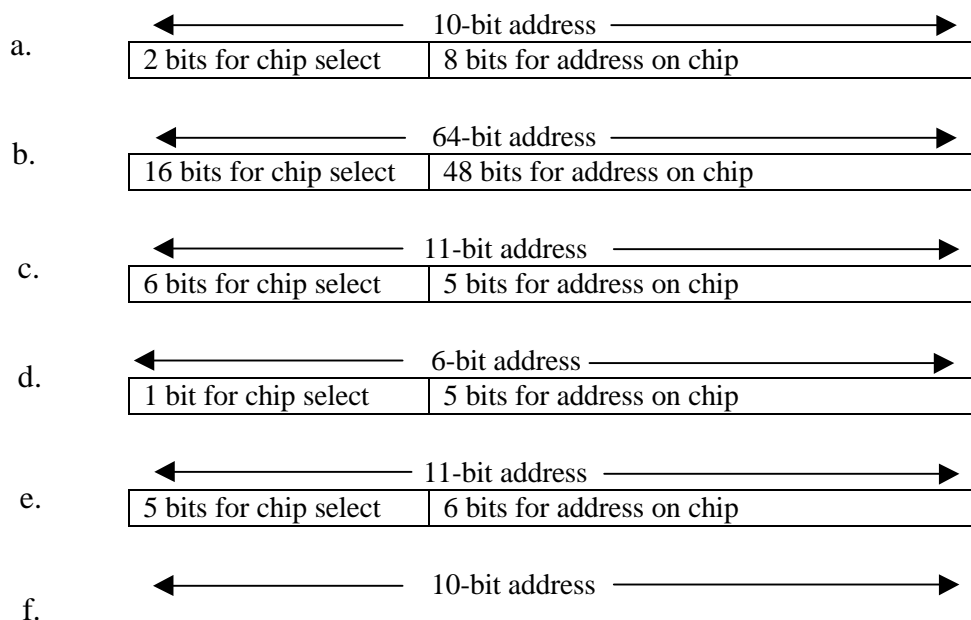 10-bit address
a.
2 bits for chip select 8 bits for address on chip
64-bit address
b.
16 bits for chip select 48 bits for address on chip
11-bit address
c.
6 bits for chip select 5 bits for address on chip
6-bit address
d.
1 bit for chip select 5 bits for address on chip
11-bit address
e.
5 bits for chip select 6 bits for address on chip
10-bit address
f.